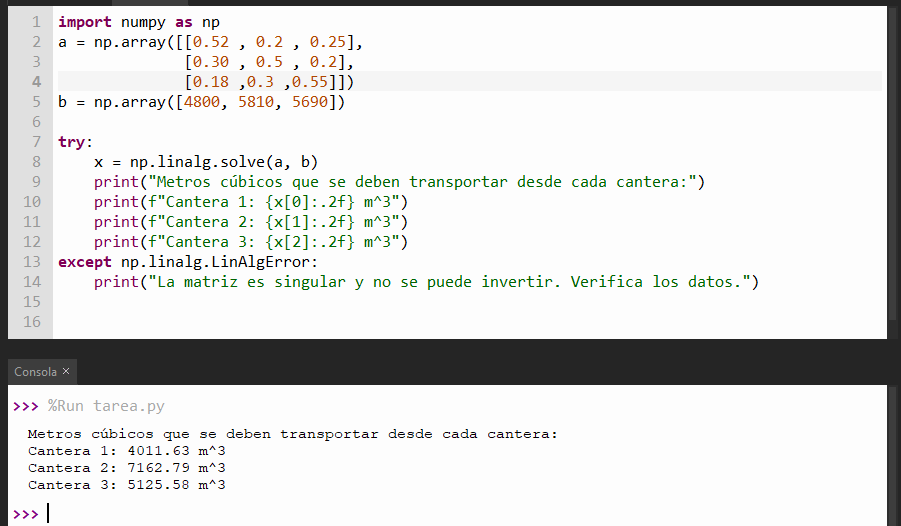 1 import numpy as np
2 a = np.array([[0.52 , 0.2 , 0.25],
3 [0.30 , 0.5 , 0.2],
4 [0.18 ,0.3 ,0.55]])
5 b = np.array([4800, 5810, 5690])
6
7 try:
8 x = np.linalg.solve(a, b)
9 print("Metros cúbicos que se deben transportar desde cada cantera:")
10 print(f"Cantera 1: {x[0]:.2f} m^3")
11 print(f"Cantera 2: {x[1]:.2f} m^3")
12 print(f"Cantera 3: {x[2]:.2f} m^3")
13 except np.linalg.LinAlgError:
14 print("La matriz es singular y no se puede invertir. Verifica los datos.")
15
16
Consola ×
>>> %Run tarea.py
Metros cúbicos que se deben transportar desde cada cantera:
Cantera 1: 4011.63 m^3
Cantera 2: 7162.79 m^3
Cantera 3: 5125.58 m^3
>>>